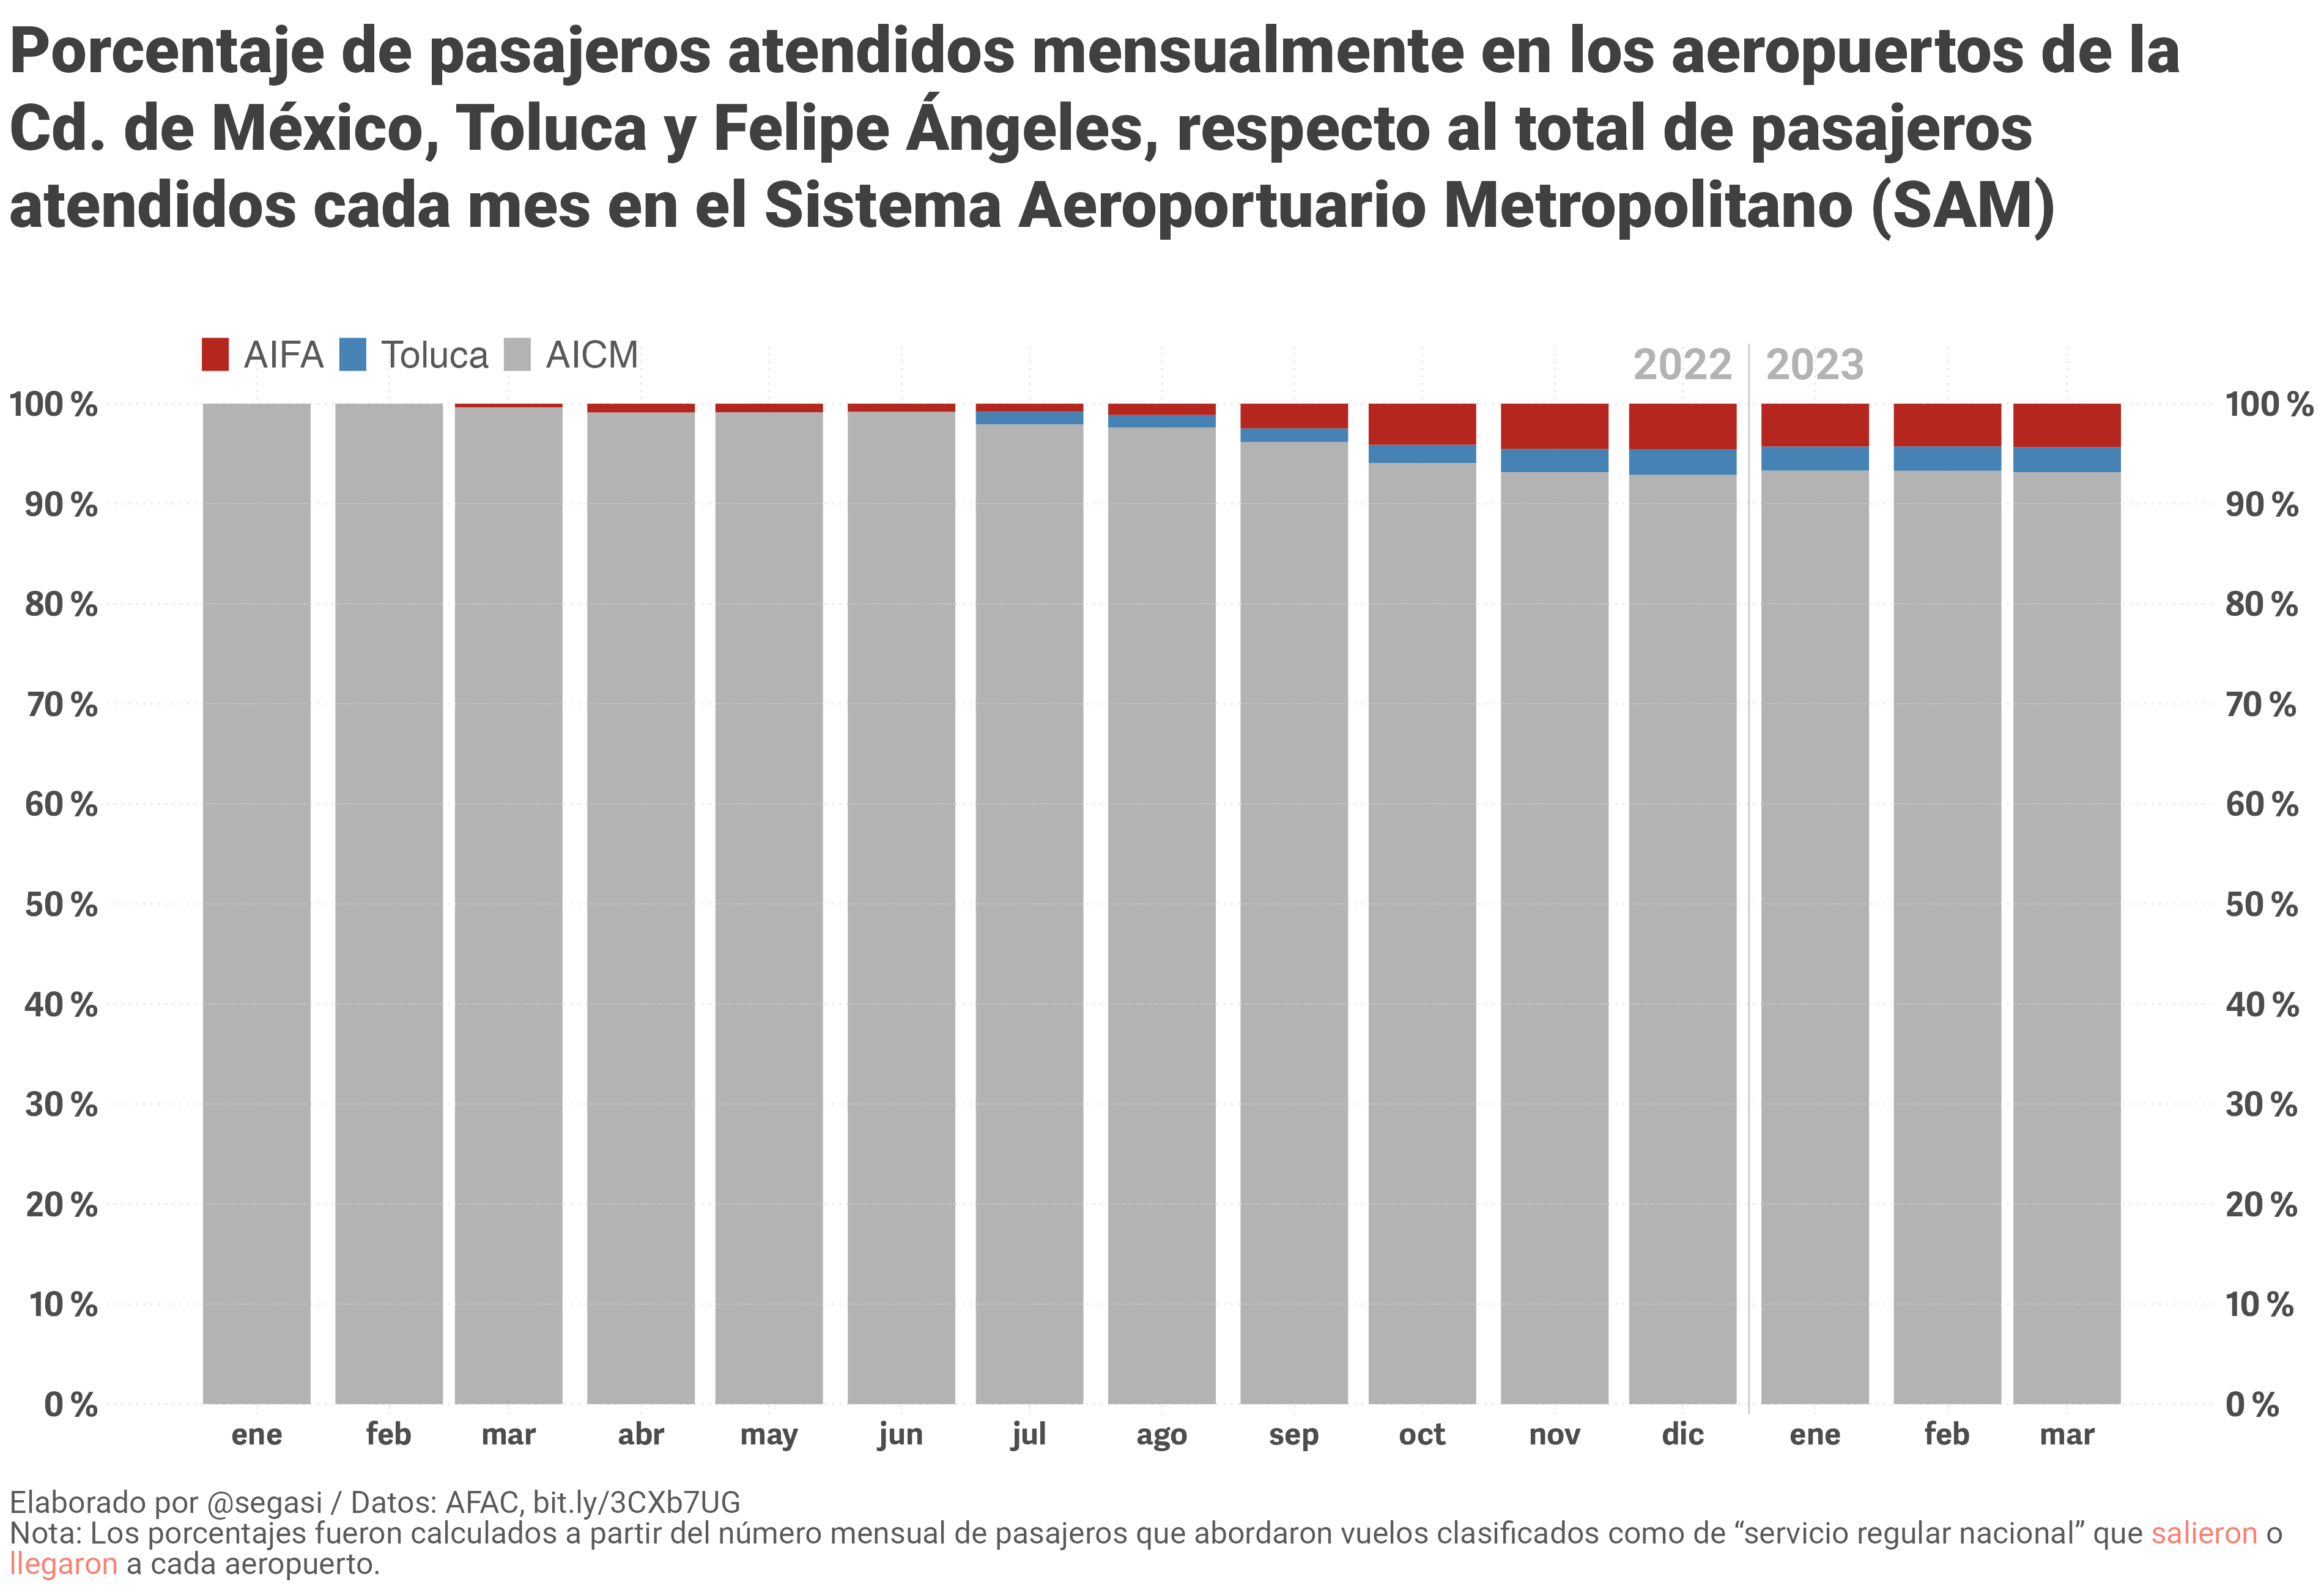 Porcentaje de pasajeros atendidos mensualmente en los aeropuertos de la
Cd. de México, Toluca y Felipe Ángeles, respecto al total de pasajeros
atendidos cada mes en el Sistema Aeroportuario Metropolitano (SAM)
AIFA Toluca AICM
2022 2023
100 % 100 %
90 % 90 %
80 % 80 %
70 % 70 %
60 % 60 %
50 % 50 %
40 % 40 %
30 % 30 %
20 % 20 %
10 % 10 %
0 % 0 %
ene feb mar abr may jun jul ago sep oct nov dic ene feb mar
Elaborado por @segasi / Datos: AFAC, bit.ly/3CXb7UG
Nota: Los porcentajes fueron calculados a partir del número mensual de pasajeros que abordaron vuelos clasificados como de “servicio regular nacional” que salieron o
llegaron a cada aeropuerto.